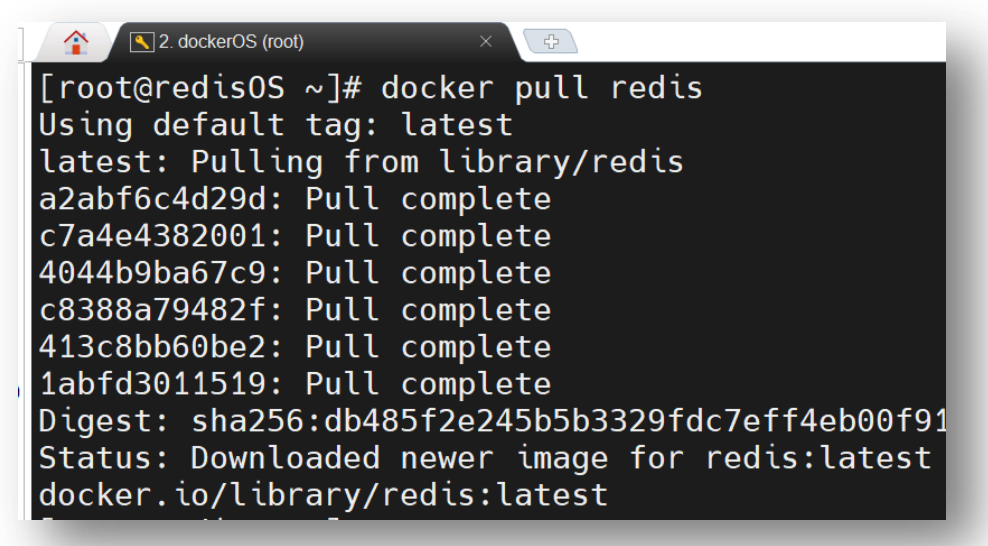 2. dockerOS (root)
[root@redisOS ~]# docker pull redis
Using default tag: latest
latest: Pulling from library/redis
a2abf6c4d29d: Pull complete
c7a4e4382001: Pull complete
4044b9ba67c9: Pull complete
c8388a79482f: Pull complete
413c8bb60be2: Pull complete
1abfd3011519: Pull complete
Digest: sha256:db485f2e245b5b3329fdc7eff4eb00f91
Status: Downloaded newer image for redis:latest
docker.io/library/redis:latest